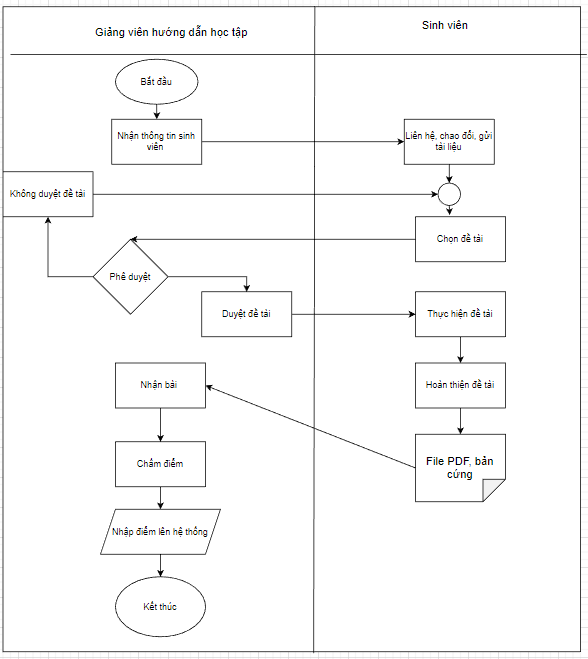 Giảng viên hướng dẫn học tập
Sinh viên
Bắt đầu
Nhận thông tin sinh
viên
Liên hệ, chao đổi, gửi
tài liệu
Không duyệt đề tài
Chọn đề tài
Phê duyệt
Duyệt đề tài
Thực hiện đề tài
Nhận bài
Hoàn thiện đề tài
Chấm điểm
File PDF, bản
cứng
Nhập điểm lên hệ thống
Kết thúc